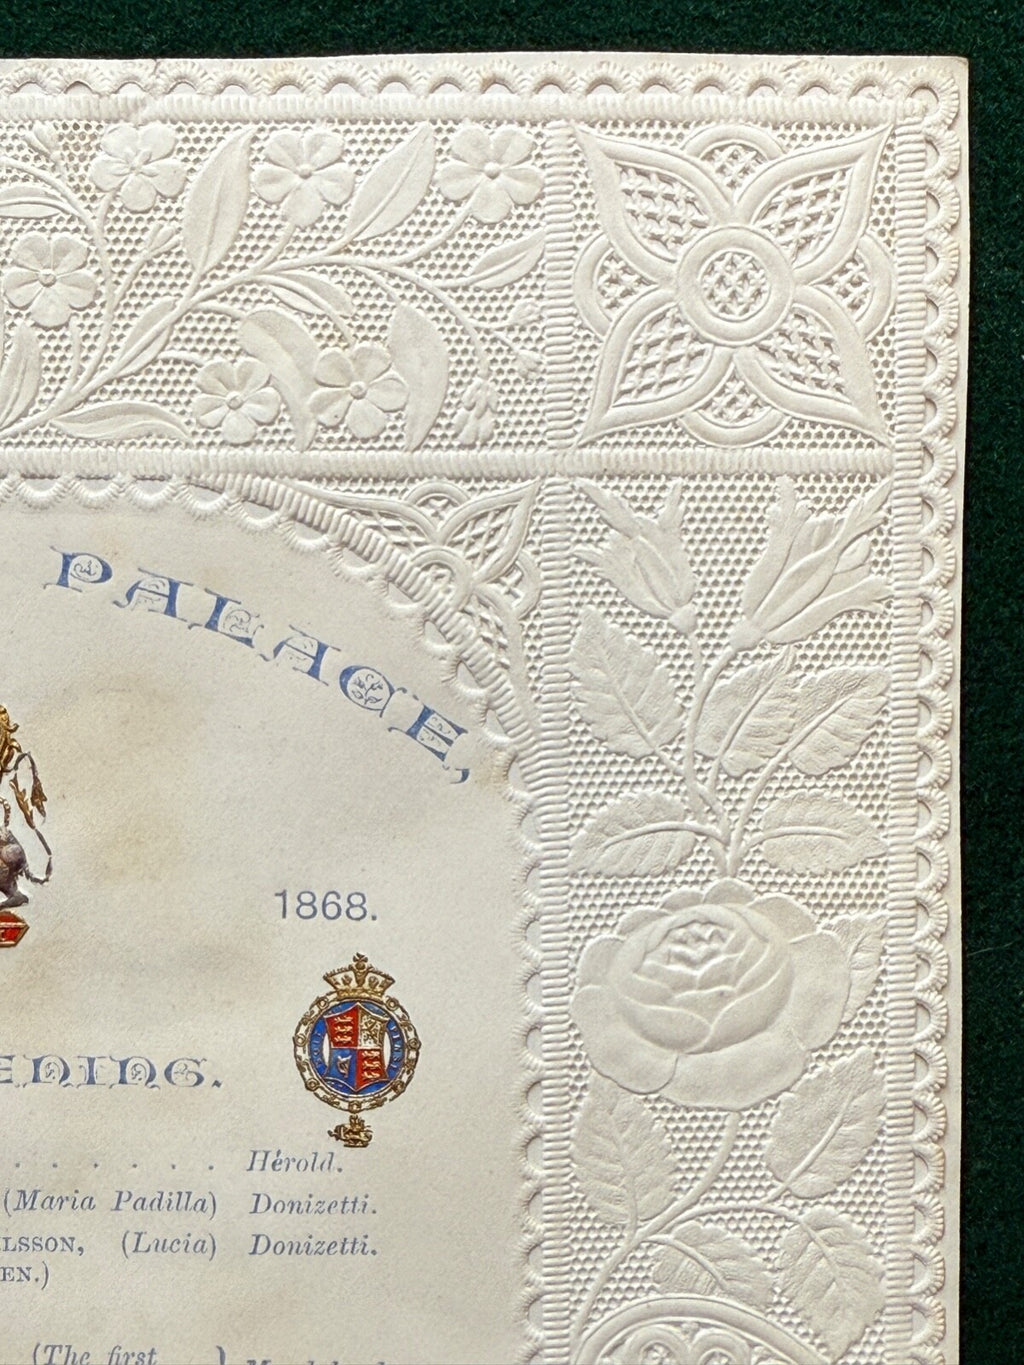 PALACE,
1868.
ENING.
. . . . . . Hérold.
(Maria Padilla) Donizetti.
LSSON, (Lucia) Donizetti.
EN.)
(The first )